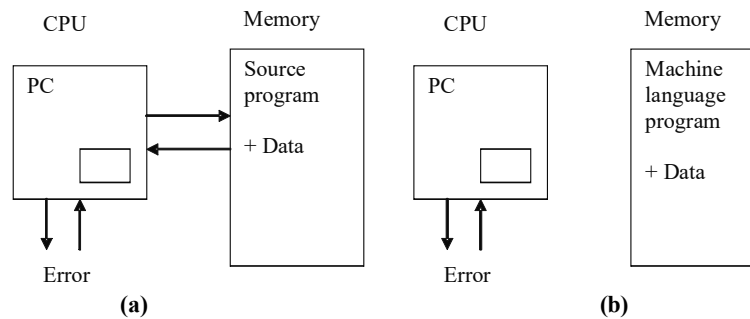 CPU
Memory
PC
Source
program
+ Data
Error
(a)
CPU
Memory
PC
Machine
language
program
+ Data
Error
(b)